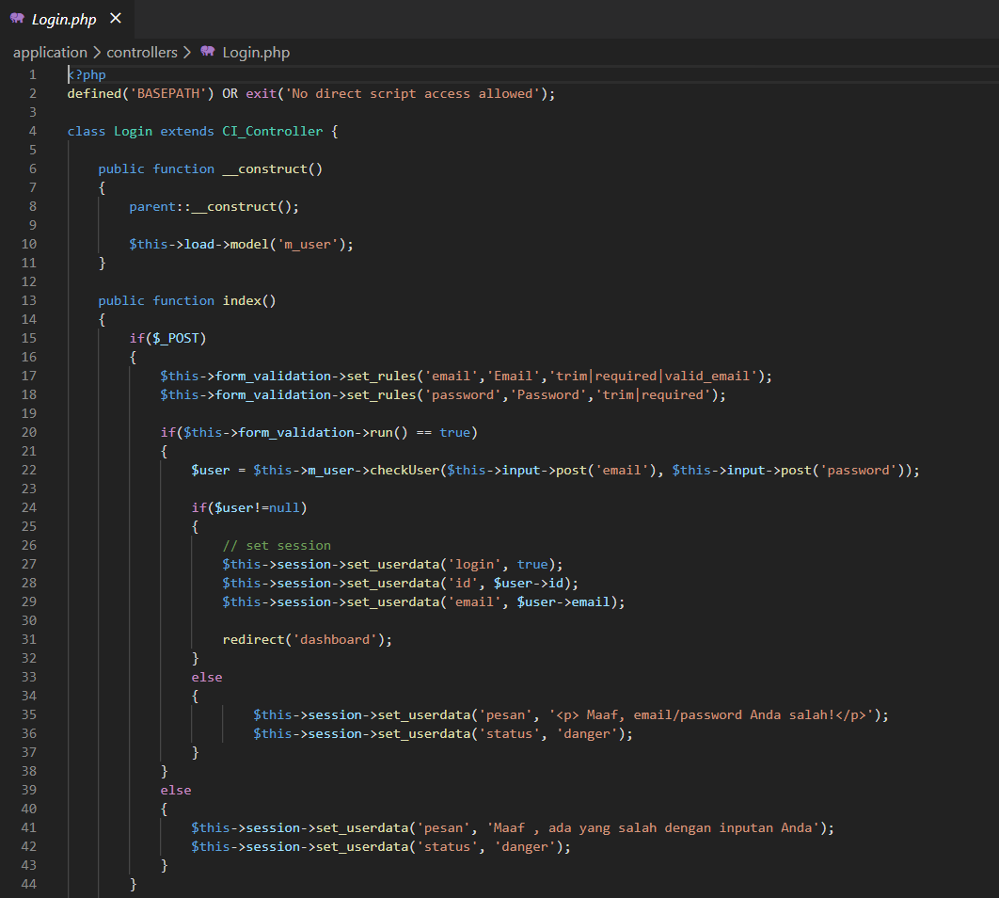 Login.php
application > controllers > Login.php
1 <?php
2 defined('BASEPATH') OR exit('No direct script access allowed');
3
4 class Login extends CI_Controller {
5
6     public function __construct()
7     {
8         parent::__construct();
9
10         $this->load->model('m_user');
11     }
12
13     public function index()
14     {
15         if($_POST)
16         {
17             $this->form_validation->set_rules('email','Email','trim|required|valid_email');
18             $this->form_validation->set_rules('password','Password','trim|required');
19
20             if($this->form_validation->run() == true)
21             {
22                 $user = $this->m_user->checkUser($this->input->post('email'), $this->input->post('password'));
23
24                 if($user!=null)
25                 {
26                     // set session
27                     $this->session->set_userdata('login', true);
28                     $this->session->set_userdata('id', $user->id);
29                     $this->session->set_userdata('email', $user->email);
30
31                     redirect('dashboard');
32                 }
33                 else
34                 {
35                         $this->session->set_userdata('pesan', '<p> Maaf, email/password Anda salah!</p>');
36                         $this->session->set_userdata('status', 'danger');
37                 }
38             }
39             else
40             {
41                 $this->session->set_userdata('pesan', 'Maaf , ada yang salah dengan inputan Anda');
42                 $this->session->set_userdata('status', 'danger');
43             }
44         }